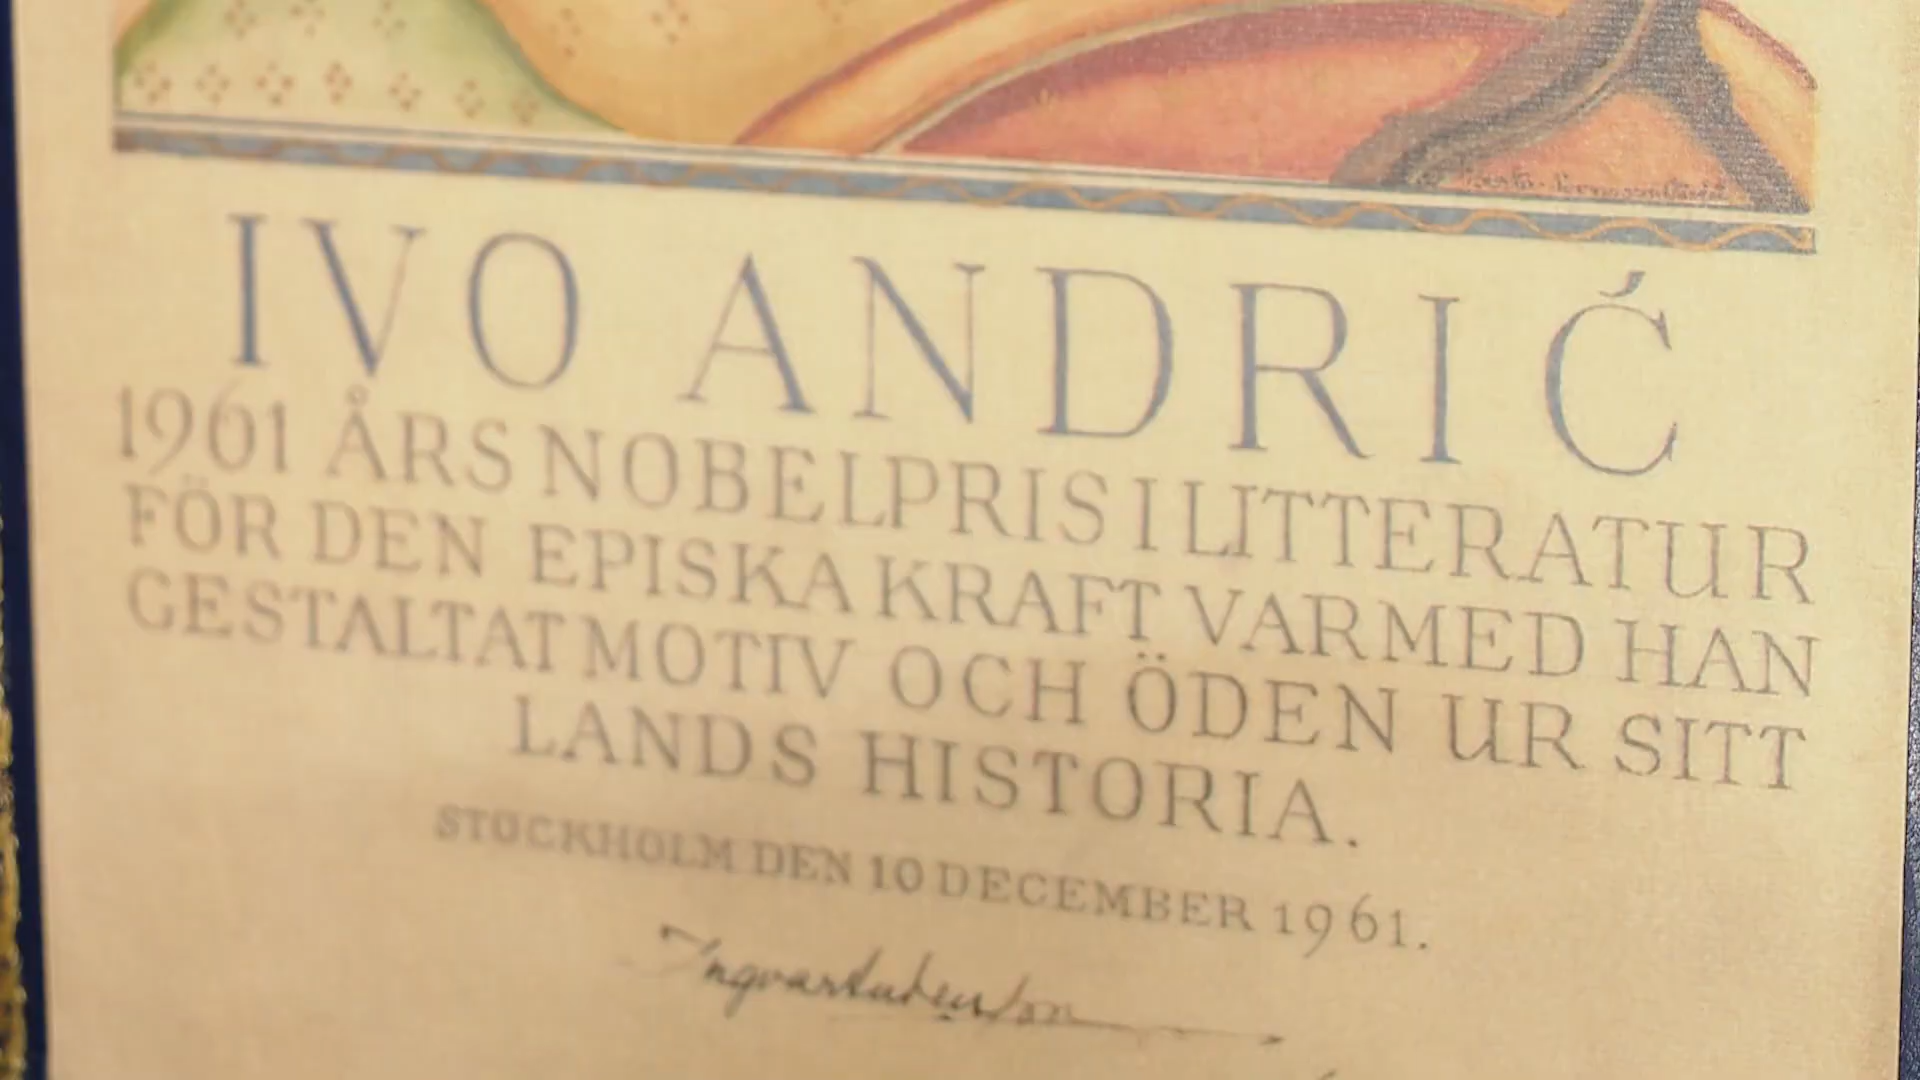 IVO ANDRIĆ
1961 ÅRS NOBELPRIS I LITTERATUR
FÖR DEN EPISKA KRAFT VARMED HAN
GESTALTAT MOTIV OCH ÖDEN UR SITT
LANDS HISTORIA.
STOCKHOLM DEN 10 DECEMBER 1961.